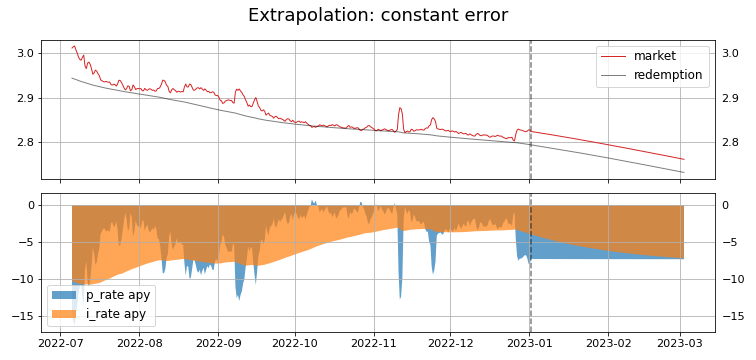 Extrapolation: constant error
3.0
2.9
2.8
3.0
2.9
2.8
market
redemption
0
−5
−10
−15
0
−5
−10
−15
p_rate apy
i_rate apy
2022-07 2022-08 2022-09 2022-10 2022-11 2022-12 2023-01 2023-02 2023-03